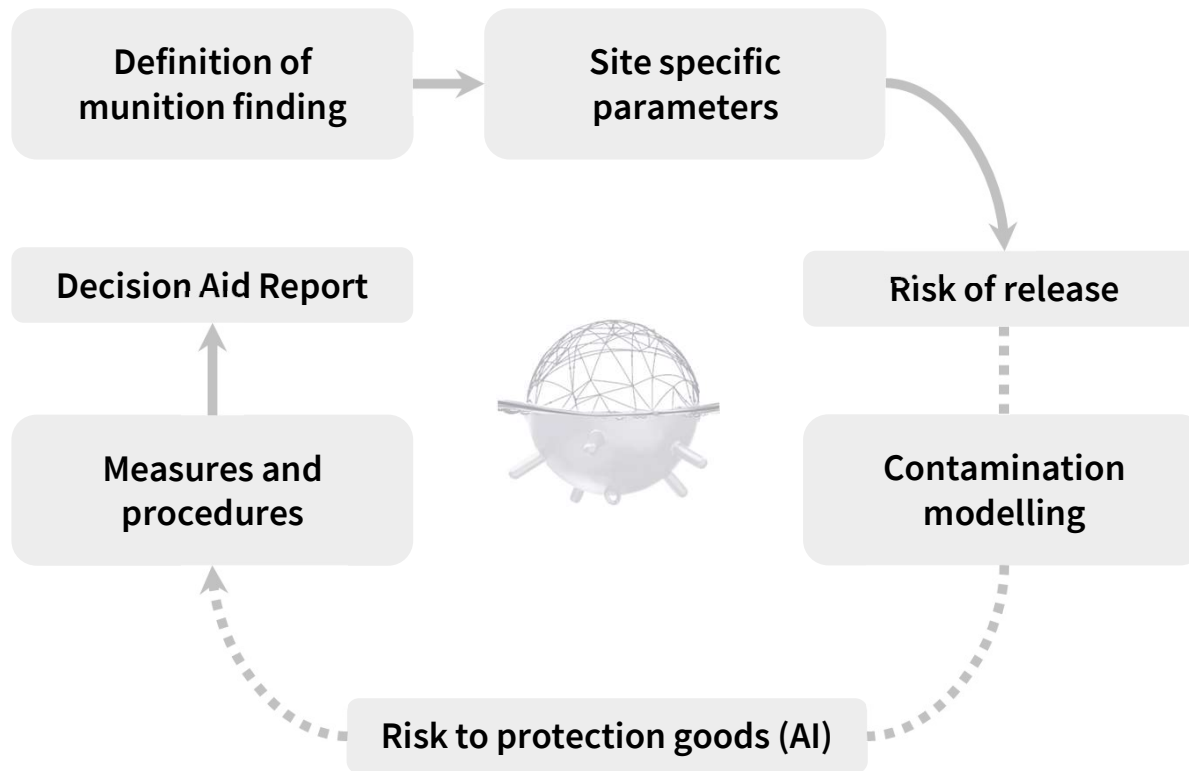 Definition of
munition finding
Site specific
parameters
Risk of release
Contamination
modelling
Risk to protection goods (AI)
Measures and
procedures
Decision Aid Report